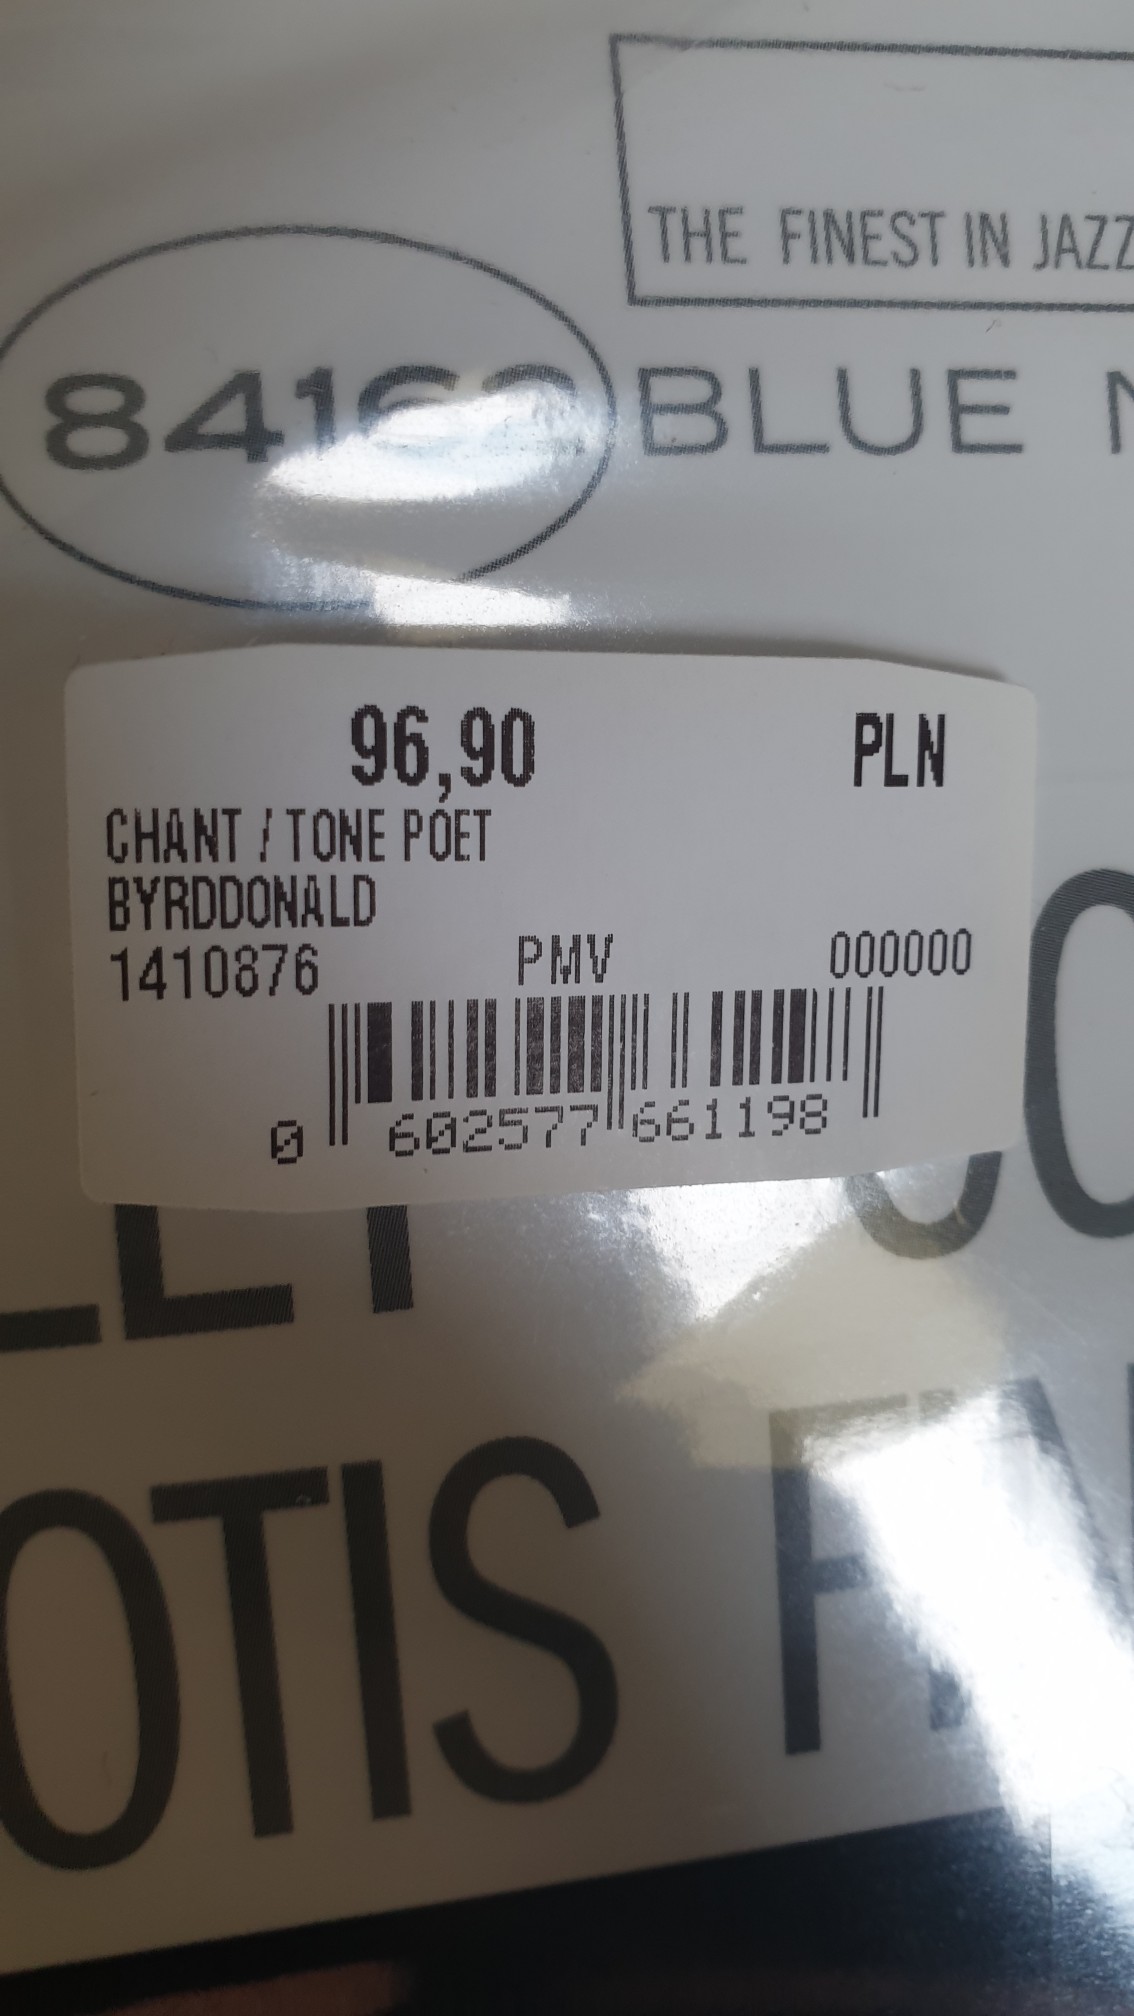 THE FINEST IN JAZZ
84162 BLUE N
96,90 PLN
CHANT / TONE POET
BYRDDONALD
1410876 PMV 000000
0 602577 661198
OTIS